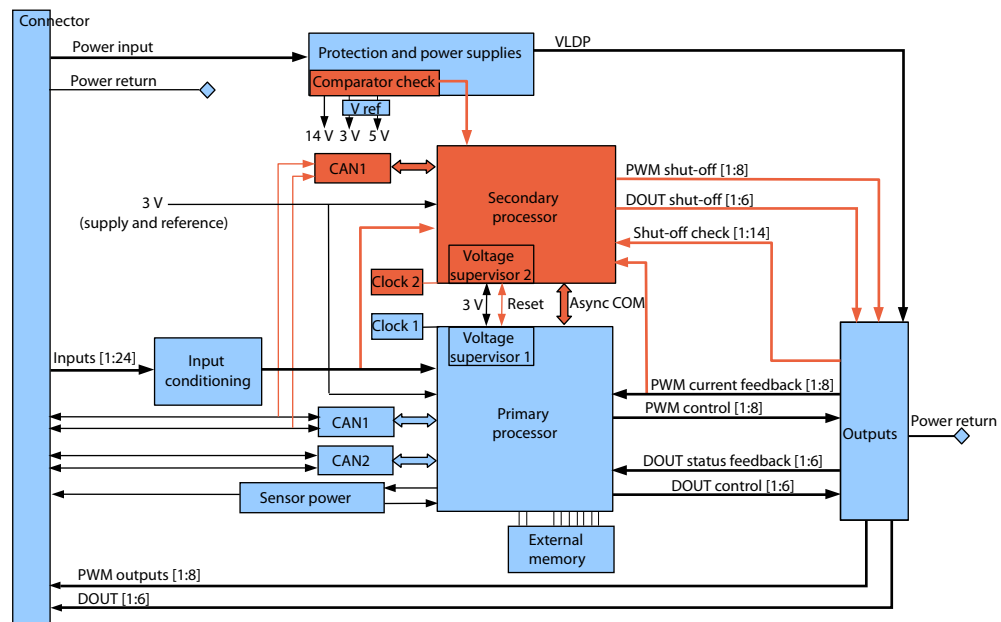 Connector
Power input
Protection and power supplies
VLDP
Power return
Comparator check
V ref
14 V
3 V
5 V
CAN1
PWM shut-off [1:8]
Secondary
processor
DOUT shut-off [1:6]
3 V
(supply and reference)
Shut-off check [1:14]
Voltage
supervisor 2
Clock 2
3 V
Reset
Async COM
Clock 1
Voltage
supervisor 1
Inputs [1:24]
Input
conditioning
PWM current feedback [1:8]
PWM control [1:8]
Primary
processor
CAN1
Power return
Outputs
CAN2
DOUT status feedback [1:6]
DOUT control [1:6]
Sensor power
External
memory
PWM outputs [1:8]
DOUT [1:6]